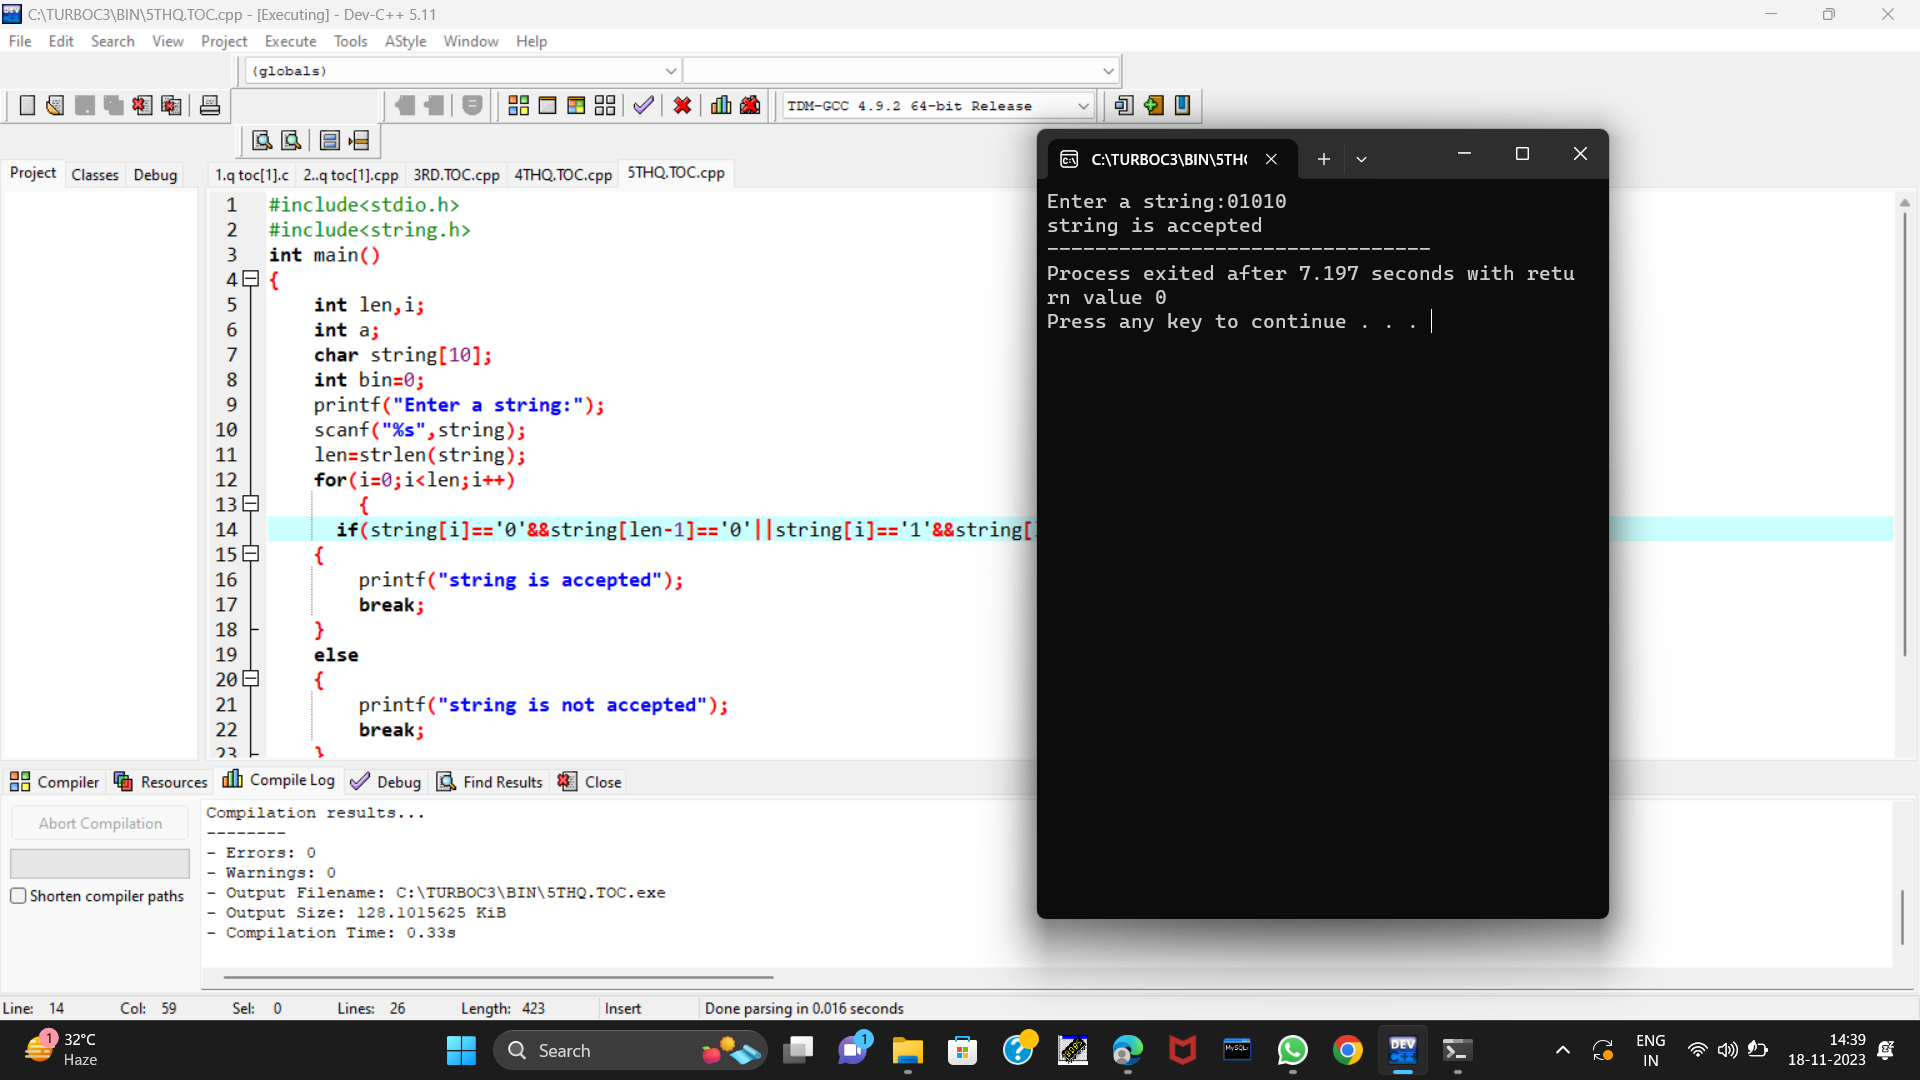 C:\TURBOC3\BIN\5THQ.TOC.cpp - [Executing] - Dev-C++ 5.11
File Edit Search View Project Execute Tools AStyle Window Help
(globals)
TDM-GCC 4.9.2 64-bit Release
Project Classes Debug
1.q toc[1].c 2..q toc[1].cpp 3RD.TOC.cpp 4THQ.TOC.cpp 5THQ.TOC.cpp
1 #include<stdio.h>
2 #include<string.h>
3 int main()
4 {
5 int len,i;
6 int a;
7 char string[10];
8 int bin=0;
9 printf("Enter a string:");
10 scanf("%s",string);
11 len=strlen(string);
12 for(i=0;i<len;i++)
13 {
14 if(string[i]=='0'&&string[len-1]=='0'||string[i]=='1'&&string[
15 {
16 printf("string is accepted");
17 break;
18 }
19 else
20 {
21 printf("string is not accepted");
22 break;
23 }
C:\TURBOC3\BIN\5TH
Enter a string:01010
string is accepted
--------------------------------
Process exited after 7.197 seconds with retu
rn value 0
Press any key to continue . . .
Compiler Resources Compile Log Debug Find Results Close
Abort Compilation
Shorten compiler paths
Compilation results...
--------
- Errors: 0
- Warnings: 0
- Output Filename: C:\TURBOC3\BIN\5THQ.TOC.exe
- Output Size: 128.1015625 KiB
- Compilation Time: 0.33s
Line: 14 Col: 59 Sel: 0 Lines: 26 Length: 423 Insert Done parsing in 0.016 seconds
1
32°C
Haze
Search
1
MySQL
DEV
C++
ENG
IN
14:39
18-11-2023